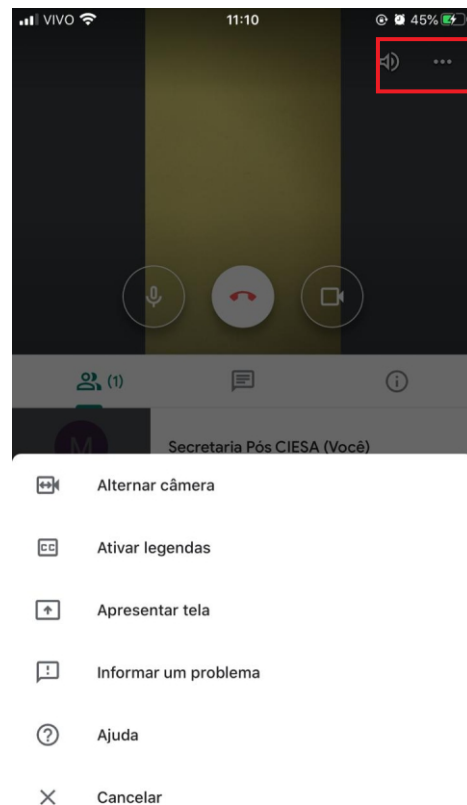 VIVO 11:10 45%
(1)
M
Secretaria Pós CIESA (Você)
Alternar câmera
CC Ativar legendas
Apresentar tela
Informar um problema
Ajuda
Cancelar